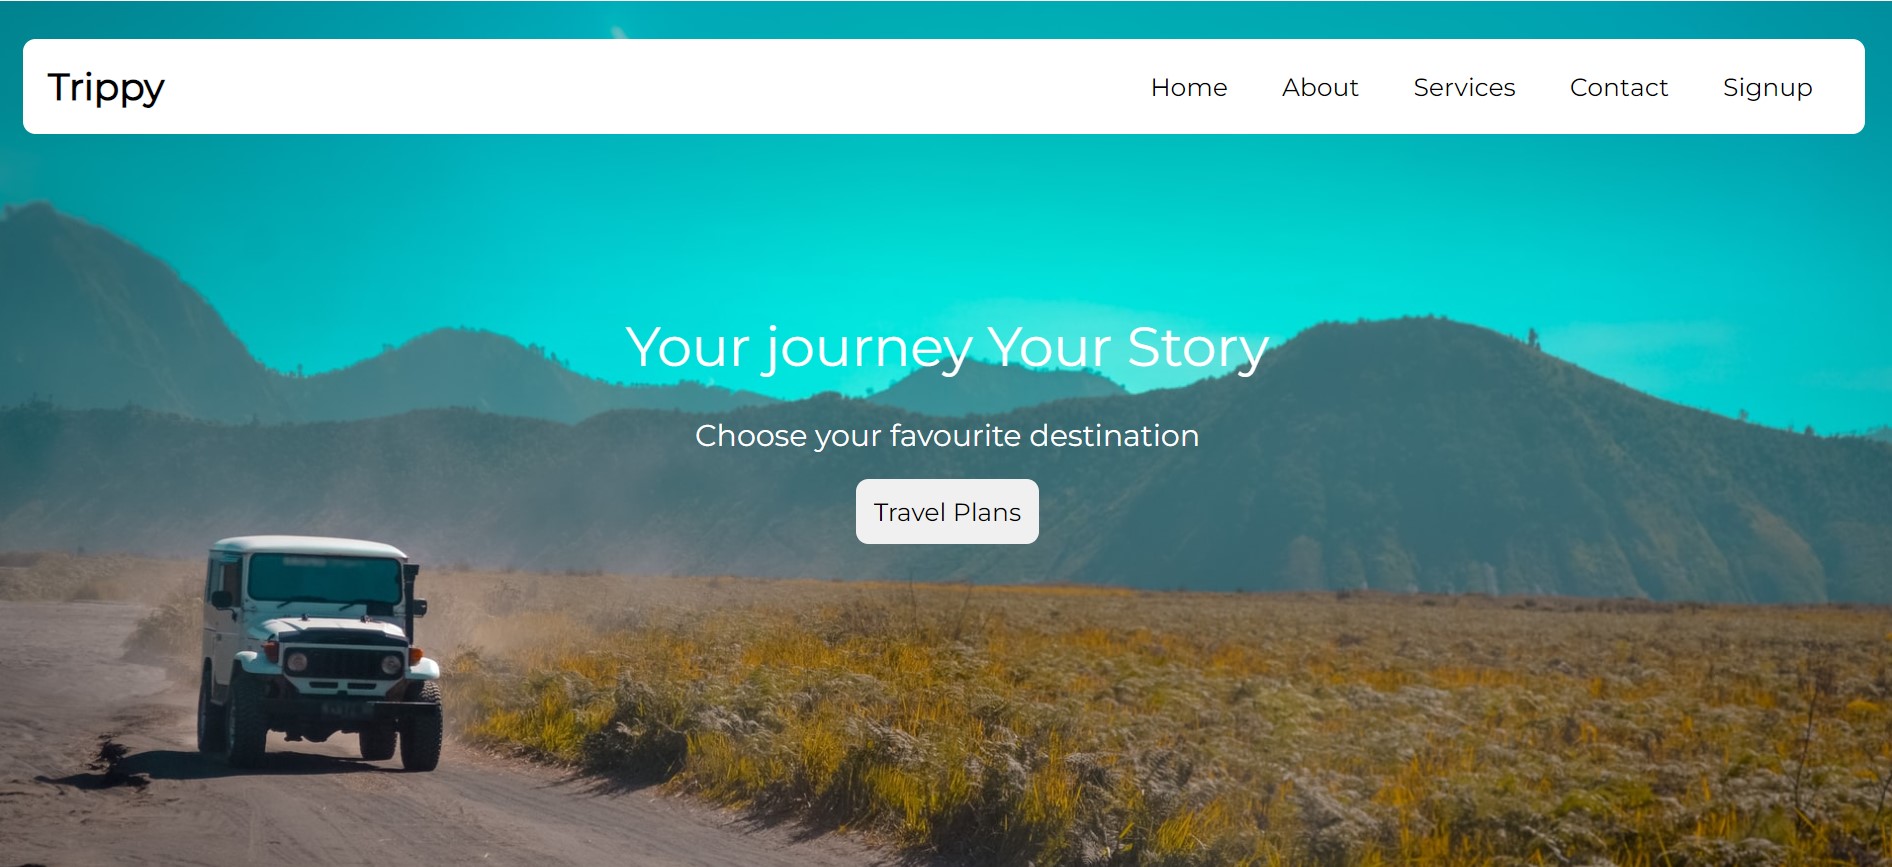 Trippy
Home About Services Contact Signup
Your journey Your Story
Choose your favourite destination
Travel Plans